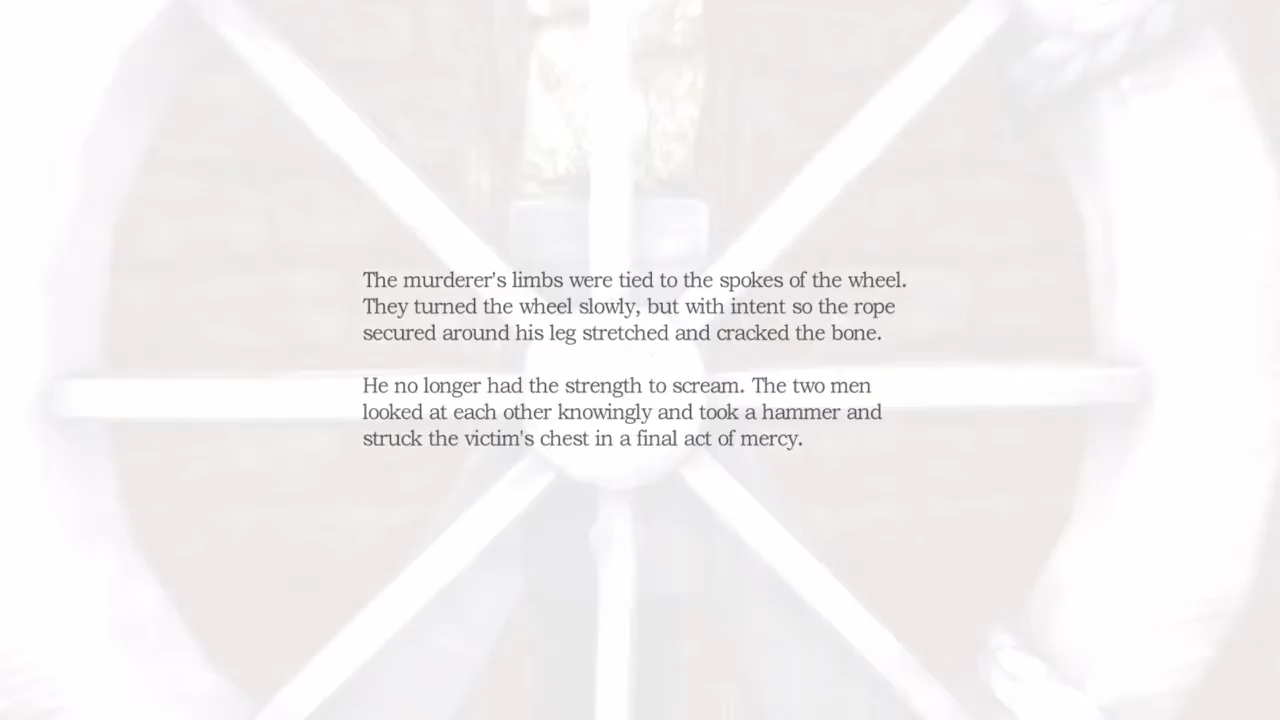 The murderer's limbs were tied to the spokes of the wheel.
They turned the wheel slowly, but with intent so the rope
secured around his leg stretched and cracked the bone.
He no longer had the strength to scream. The two men
looked at each other knowingly and took a hammer and
struck the victim's chest in a final act of mercy.